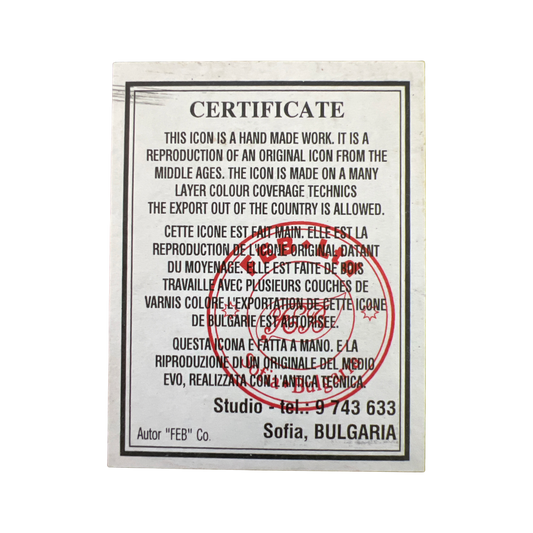 CERTIFICATE
THIS ICON IS A HAND MADE WORK. IT IS A
REPRODUCTION OF AN ORIGINAL ICON FROM THE
MIDDLE AGES. THE ICON IS MADE ON A MANY
LAYER COLOUR COVERAGE TECHNICS
THE EXPORT OUT OF THE COUNTRY IS ALLOWED.
CETTE ICONE EST FAIT MAIN. ELLE EST LA
REPRODUCTION DE L'ICONE ORIGINAL DATANT
DU MOYENAGE. ELLE EST FAITE DE BOIS
TRAVAILLE AVEC PLUSIEURS COUCHES DE
VARNIS COLORE L'EXPORTATION DE CETTE ICONE
DE BULGARIE EST AUTORISEE.
QUESTA ICONA E FATTA A MANO. E LA
RIPRODUZIONE DI UN ORIGINALE DEL MEDIO
EVO, REALIZZATA CON L'ANTICA TECNICA.
Studio - tel.: 9 743 633
Autor "FEB" Co. Sofia, BULGARIA
FEB • Ltd
FEB
Sofia • Bulgaria